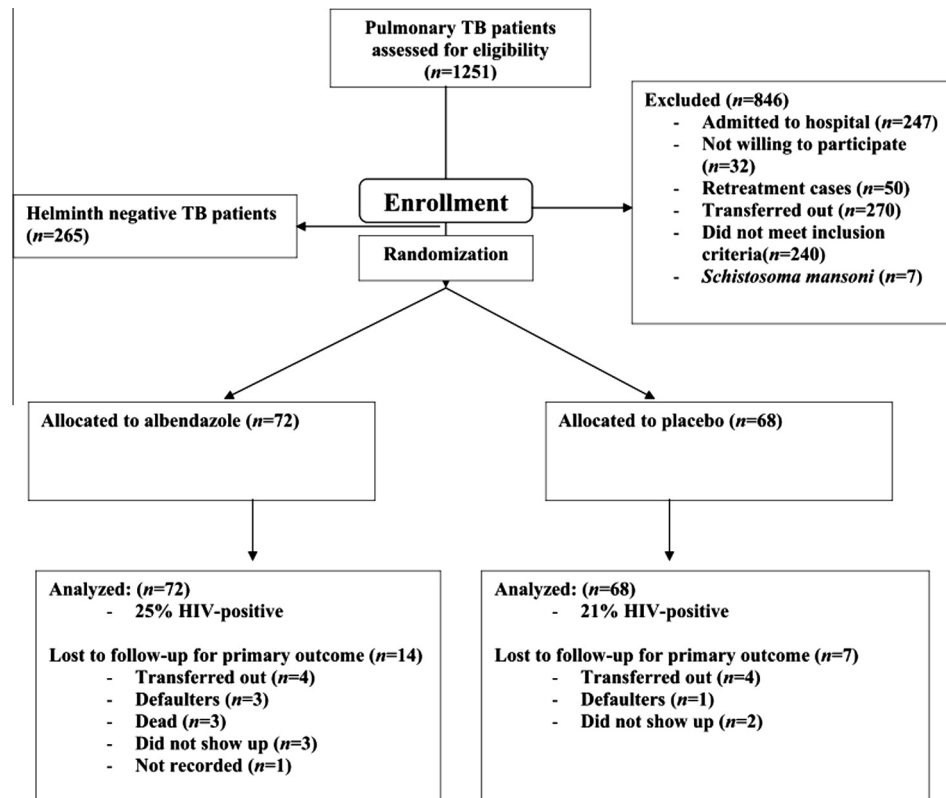 Pulmonary TB patients
assessed for eligibility
(n=1251)
Excluded (n=846)
- Admitted to hospital (n=247)
- Not willing to participate
(n=32)
- Retreatment cases (n=50)
- Transferred out (n=270)
- Did not meet inclusion
criteria(n=240)
- Schistosoma mansoni (n=7)
Enrollment
Helminth negative TB patients
(n=265)
Randomization
Allocated to albendazole (n=72)
Allocated to placebo (n=68)
Analyzed: (n=72)
- 25% HIV-positive
Lost to follow-up for primary outcome (n=14)
- Transferred out (n=4)
- Defaulters (n=3)
- Dead (n=3)
- Did not show up (n=3)
- Not recorded (n=1)
Analyzed: (n=68)
- 21% HIV-positive
Lost to follow-up for primary outcome (n=7)
- Transferred out (n=4)
- Defaulters (n=1)
- Did not show up (n=2)